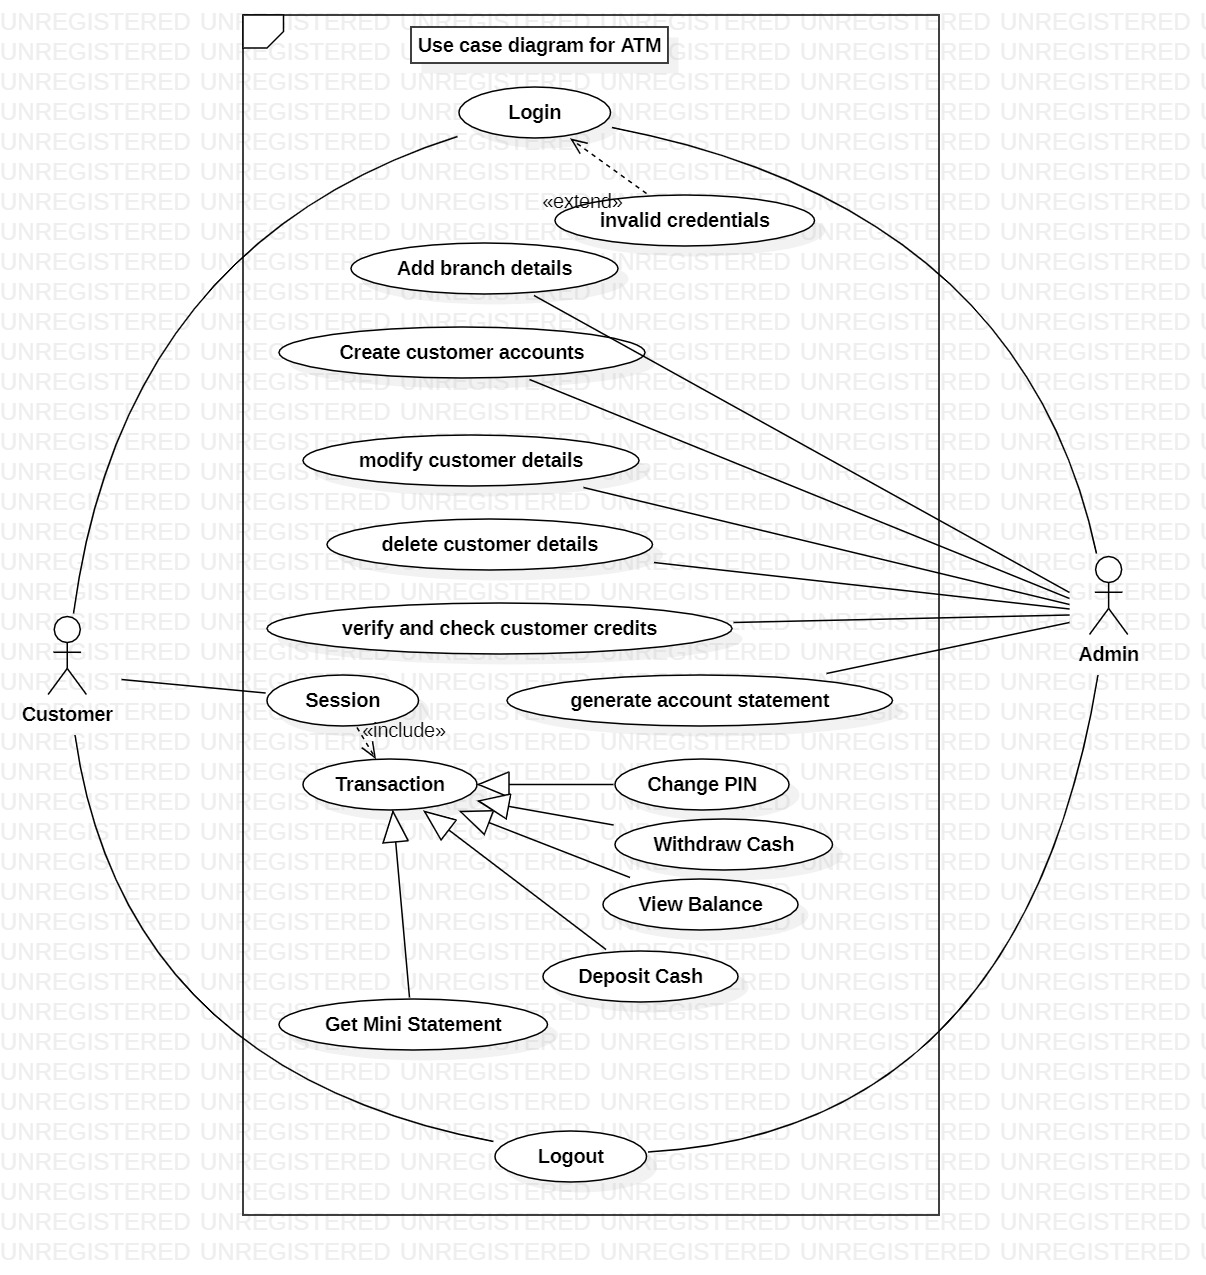 Use case diagram for ATM
Login
«extend»
invalid credentials
Add branch details
Create customer accounts
modify customer details
delete customer details
verify and check customer credits
Admin
Session
generate account statement
Customer
«include»
Transaction
Change PIN
Withdraw Cash
View Balance
Deposit Cash
Get Mini Statement
Logout
UNREGISTERED